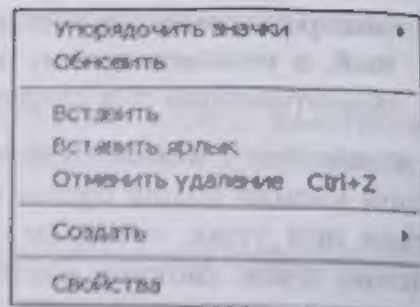 Упорядочить значки
Обновить
Вставить
Вставить ярлык
Отменить удаление Ctrl+Z
Создать
Свойства